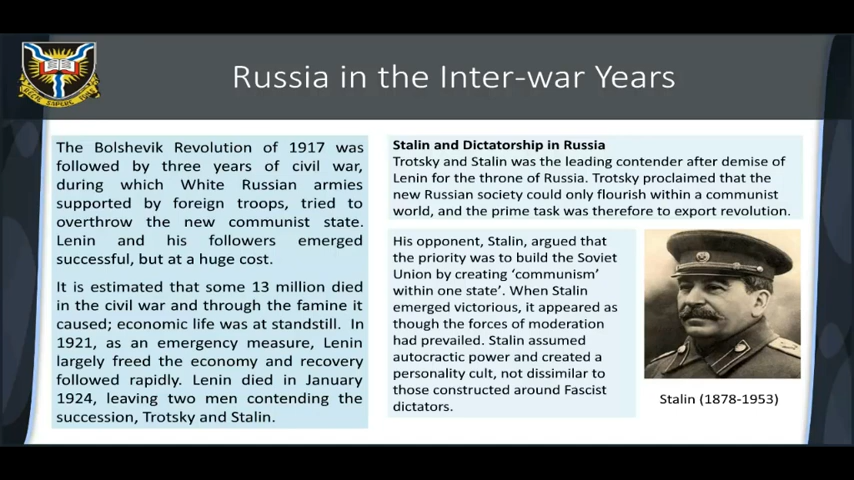 Russia in the Inter-war Years
The Bolshevik Revolution of 1917 was
followed by three years of civil war,
during which White Russian armies
supported by foreign troops, tried to
overthrow the new communist state.
Lenin and his followers emerged
successful, but at a huge cost.
It is estimated that some 13 million died
in the civil war and through the famine it
caused; economic life was at standstill. In
1921, as an emergency measure, Lenin
largely freed the economy and recovery
followed rapidly. Lenin died in January
1924, leaving two men contending the
succession, Trotsky and Stalin.
Stalin and Dictatorship in Russia
Trotsky and Stalin was the leading contender after demise of
Lenin for the throne of Russia. Trotsky proclaimed that the
new Russian society could only flourish within a communist
world, and the prime task was therefore to export revolution.
His opponent, Stalin, argued that
the priority was to build the Soviet
Union by creating ‘communism’
within one state’. When Stalin
emerged victorious, it appeared as
though the forces of moderation
had prevailed. Stalin assumed
autocractic power and created a
personality cult, not dissimilar to
those constructed around Fascist
dictators.
Stalin (1878-1953)